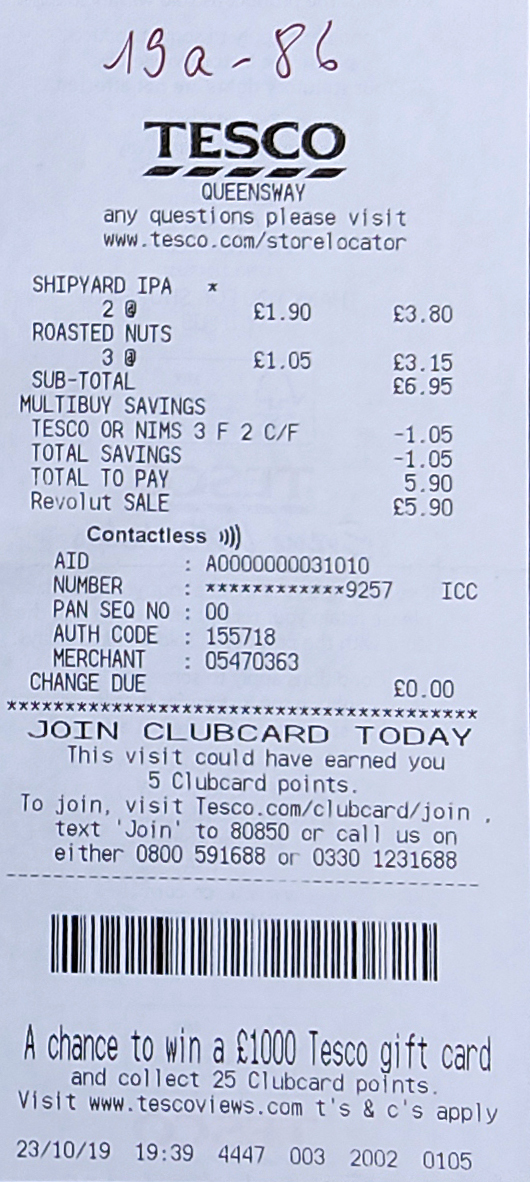 19a-86
TESCO
QUEENSWAY
any questions please visit
www.tesco.com/storelocator
SHIPYARD IPA *
2 @ £1.90 £3.80
ROASTED NUTS
3 @ £1.05 £3.15
SUB-TOTAL £6.95
MULTIBUY SAVINGS
TESCO OR NIMS 3 F 2 C/F -1.05
TOTAL SAVINGS -1.05
TOTAL TO PAY 5.90
Revolut SALE £5.90
Contactless
AID : A0000000031010
NUMBER : ************9257 ICC
PAN SEQ NO : 00
AUTH CODE : 155718
MERCHANT : 05470363
CHANGE DUE £0.00
****************************************
JOIN CLUBCARD TODAY
This visit could have earned you
5 Clubcard points.
To join, visit Tesco.com/clubcard/join ,
text 'Join' to 80850 or call us on
either 0800 591688 or 0330 1231688
----------------------------------------
A chance to win a £1000 Tesco gift card
and collect 25 Clubcard points.
Visit www.tescoviews.com t's & c's apply
23/10/19 19:39 4447 003 2002 0105